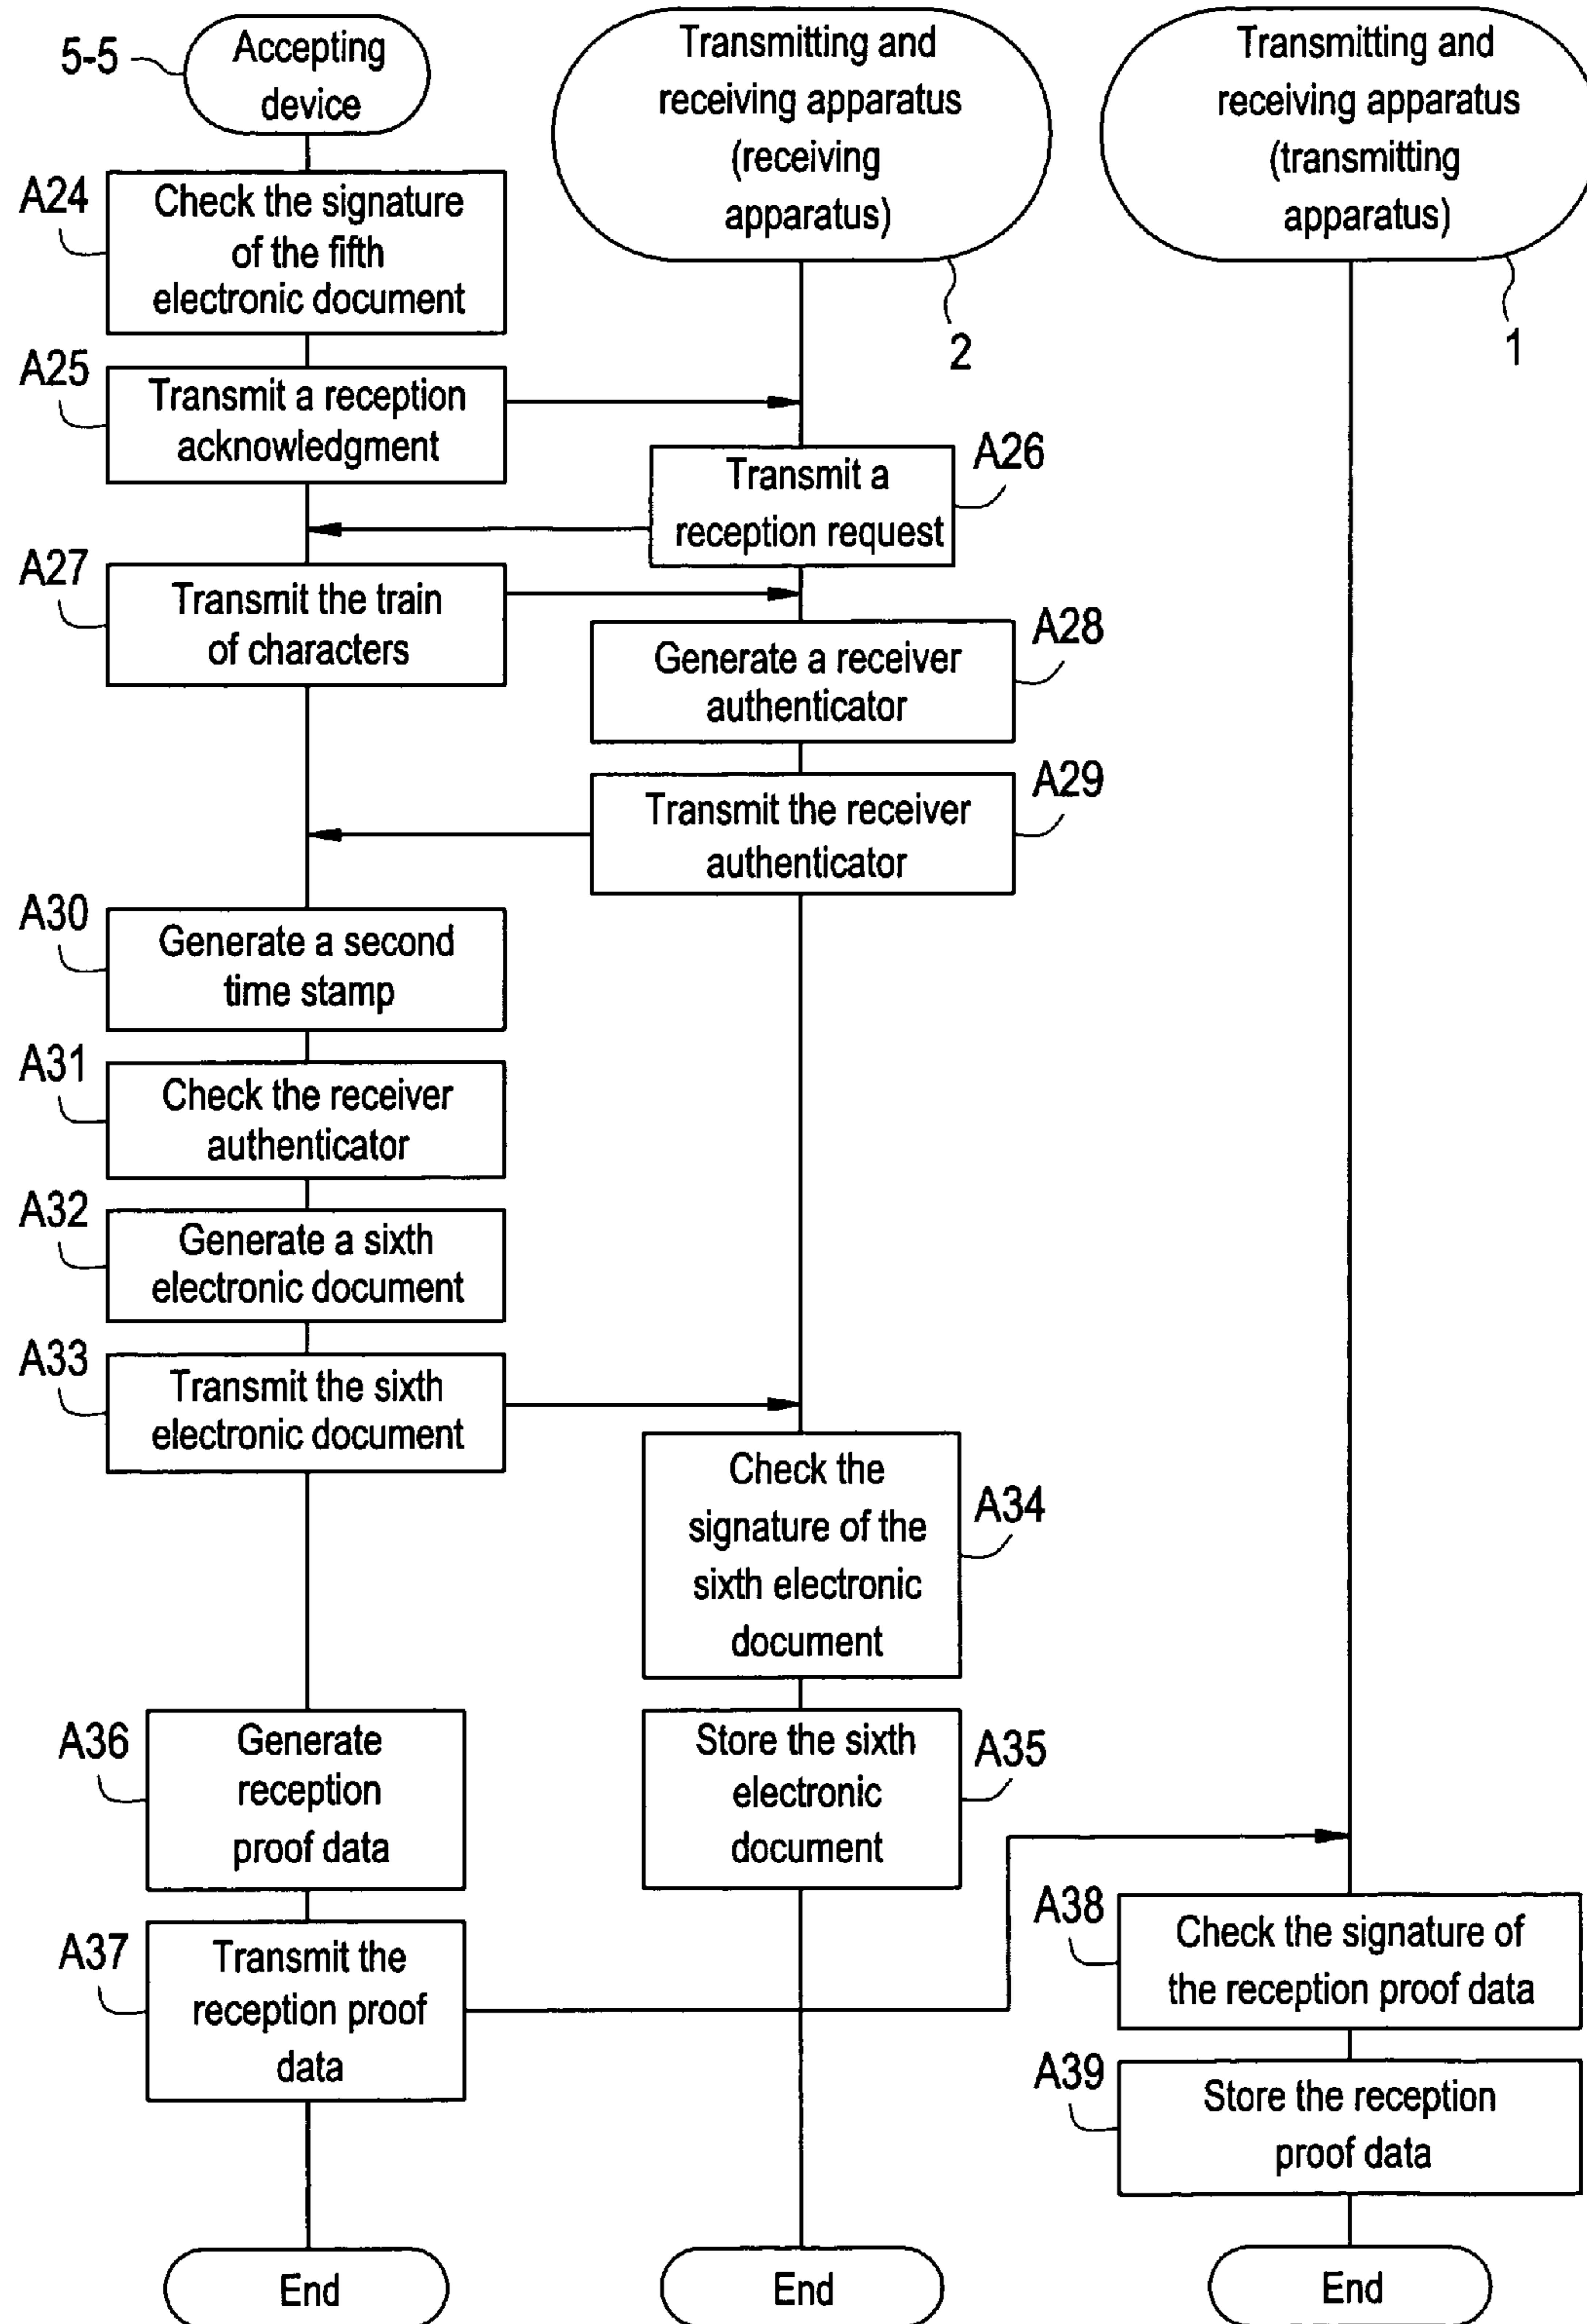 5-5
Accepting
device
Transmitting and
receiving apparatus
(receiving
apparatus)
2
Transmitting and
receiving apparatus
(transmitting
apparatus)
1
A24
Check the signature
of the fifth
electronic document
A25
Transmit a reception
acknowledgment
A26
Transmit a
reception request
A27
Transmit the train
of characters
A28
Generate a receiver
authenticator
A29
Transmit the receiver
authenticator
A30
Generate a second
time stamp
A31
Check the receiver
authenticator
A32
Generate a sixth
electronic document
A33
Transmit the sixth
electronic document
A34
Check the
signature of the
sixth electronic
document
A36
Generate
reception
proof data
A35
Store the sixth
electronic
document
A37
Transmit the
reception proof
data
A38
Check the signature of
the reception proof data
A39
Store the reception
proof data
End
End
End